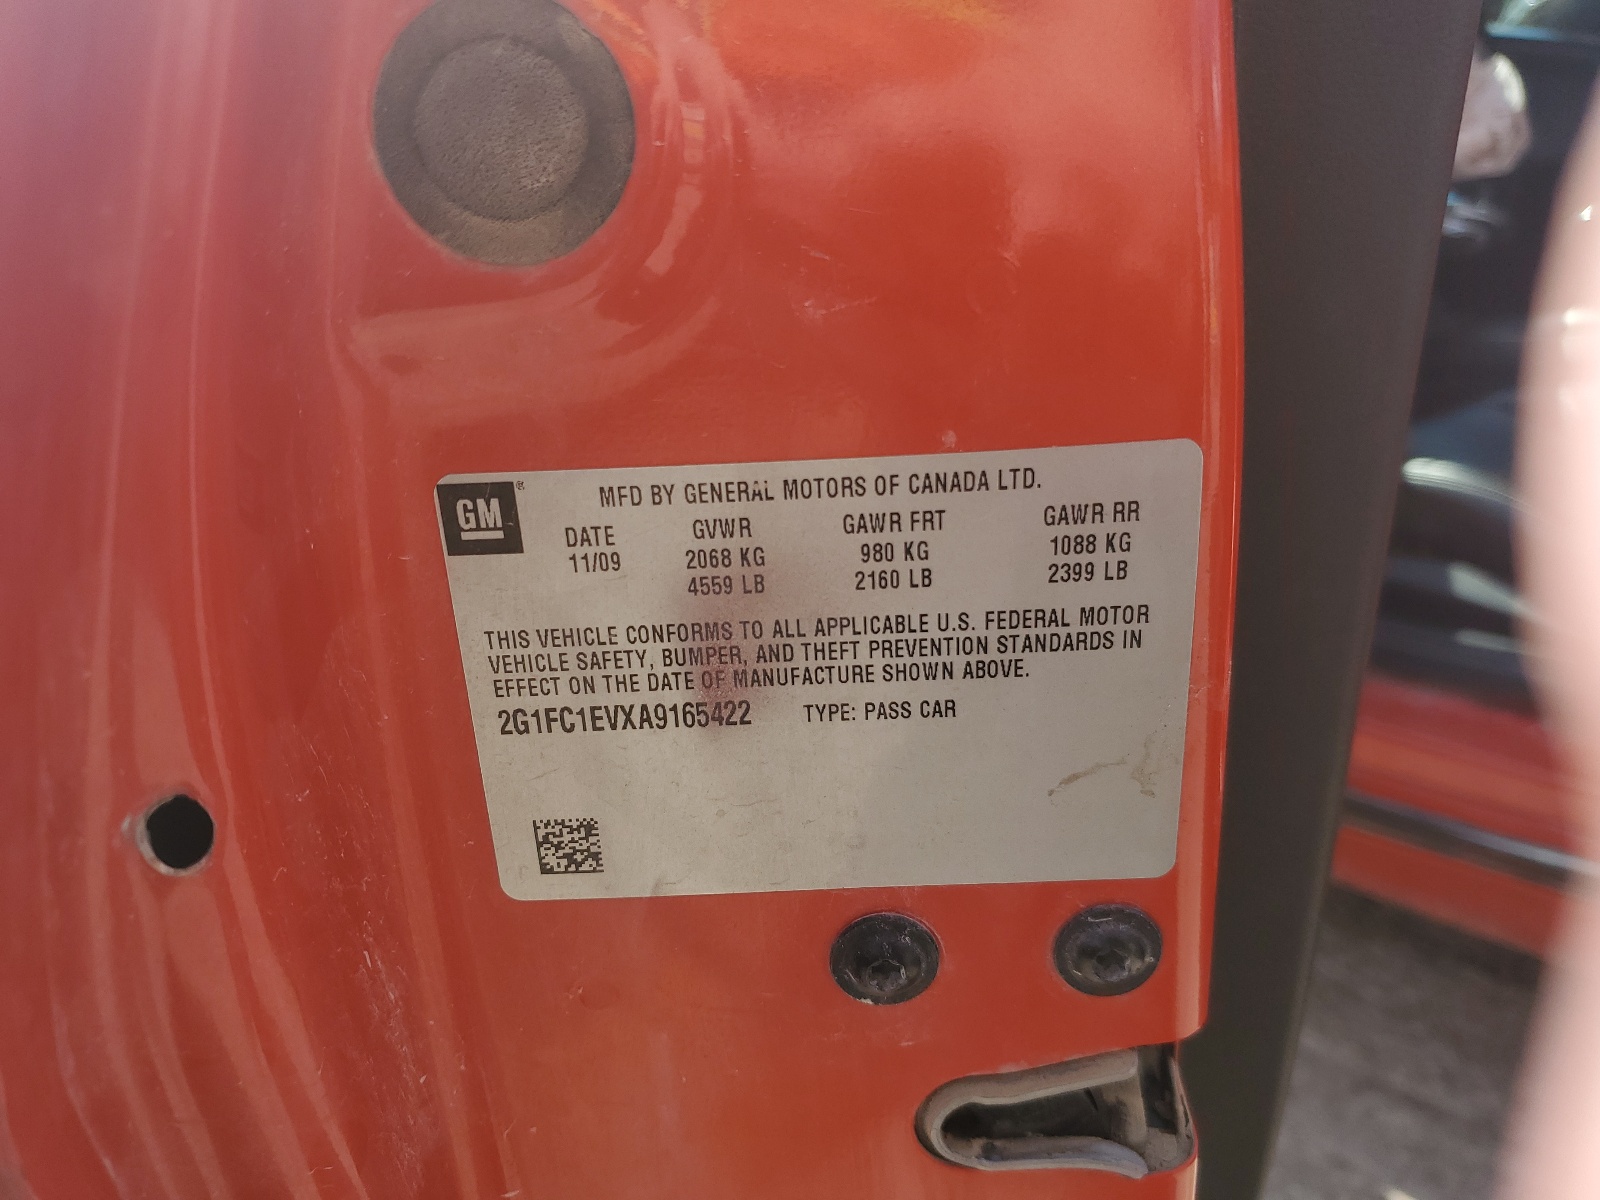 GM®
MFD BY GENERAL MOTORS OF CANADA LTD.
DATE GVWR GAWR FRT GAWR RR
11/09 2068 KG 980 KG 1088 KG
4559 LB 2160 LB 2399 LB
THIS VEHICLE CONFORMS TO ALL APPLICABLE U.S. FEDERAL MOTOR
VEHICLE SAFETY, BUMPER, AND THEFT PREVENTION STANDARDS IN
EFFECT ON THE DATE OF MANUFACTURE SHOWN ABOVE.
2G1FC1EVXA9165422 TYPE: PASS CAR